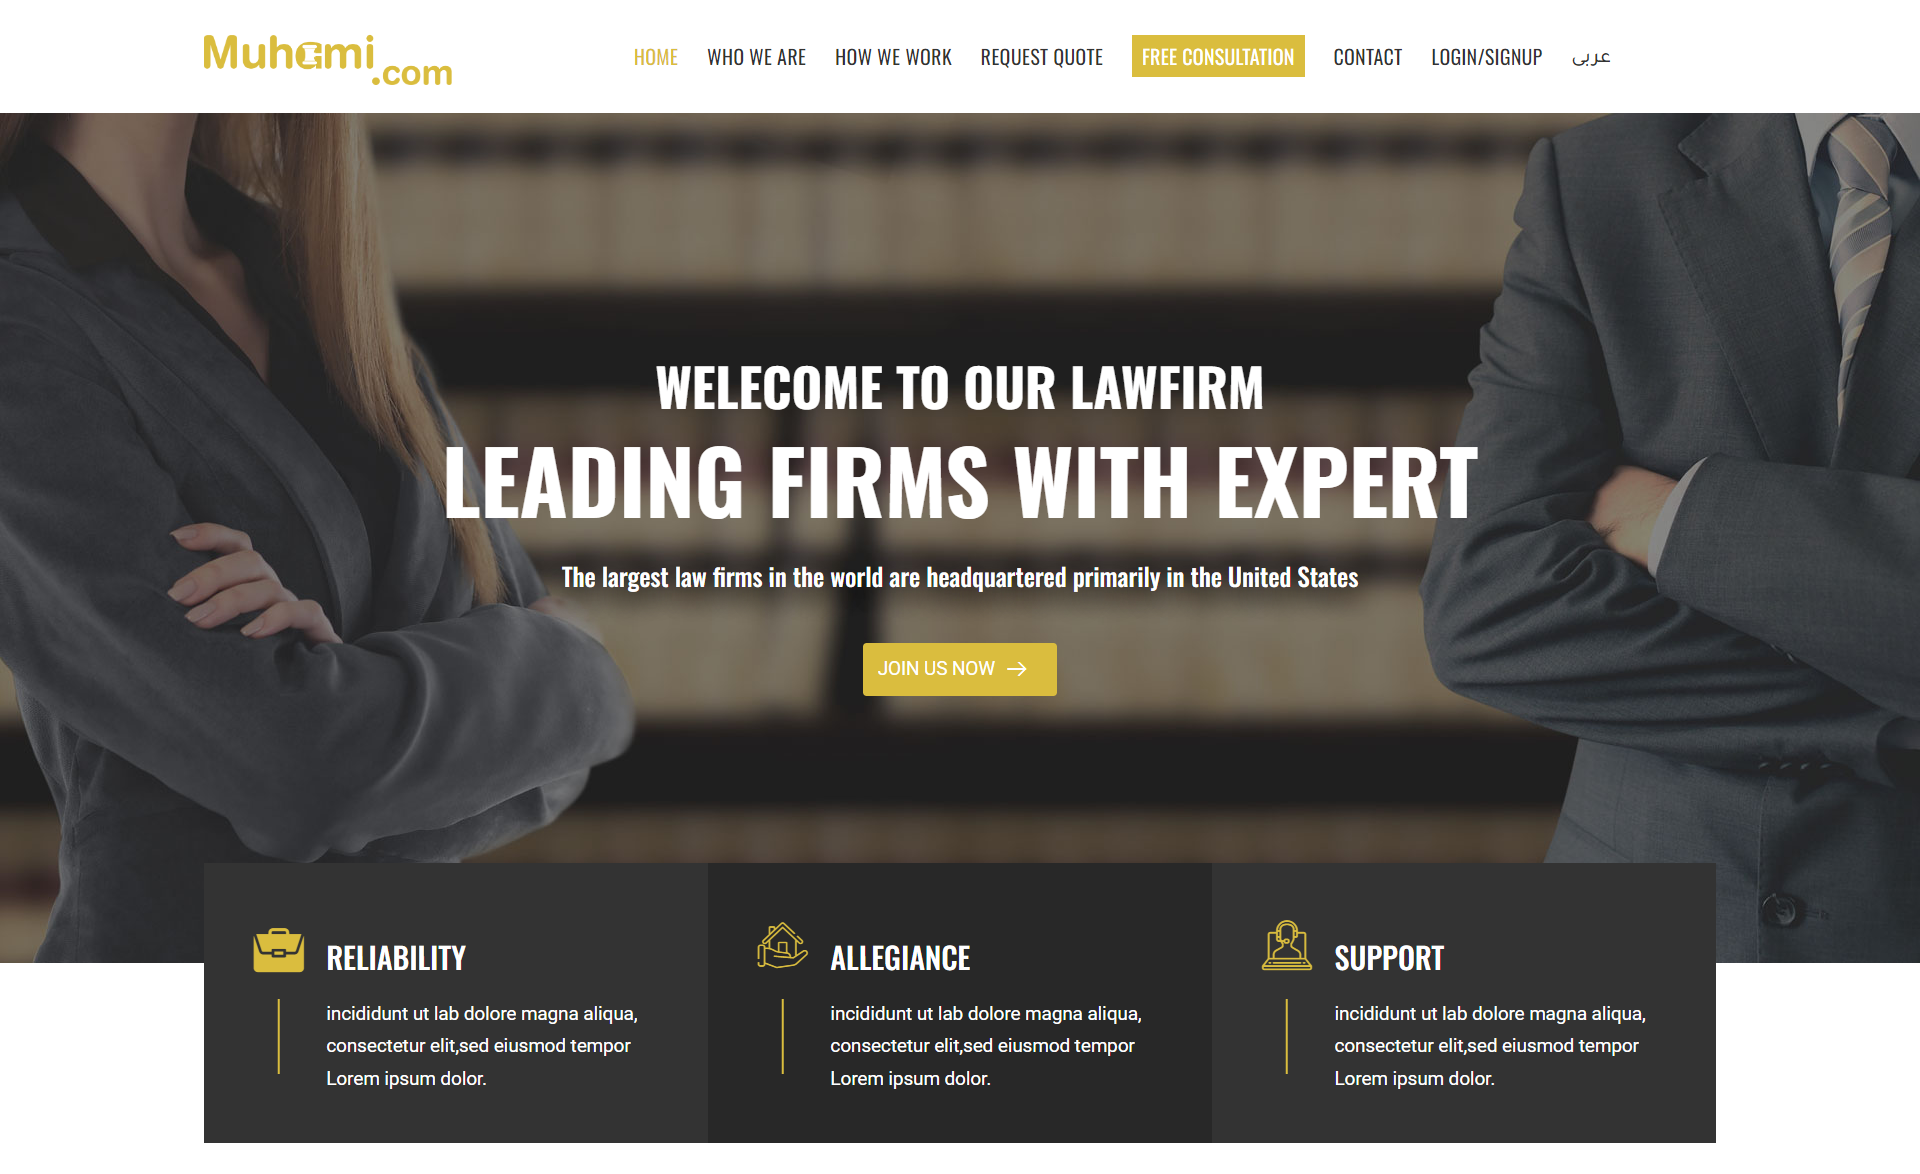 Muhami.com
HOME WHO WE ARE HOW WE WORK REQUEST QUOTE FREE CONSULTATION CONTACT LOGIN/SIGNUP عربى
WELECOME TO OUR LAWFIRM
LEADING FIRMS WITH EXPERT
The largest law firms in the world are headquartered primarily in the United States
JOIN US NOW
RELIABILITY
incididunt ut lab dolore magna aliqua,
consectetur elit,sed eiusmod tempor
Lorem ipsum dolor.
ALLEGIANCE
incididunt ut lab dolore magna aliqua,
consectetur elit,sed eiusmod tempor
Lorem ipsum dolor.
SUPPORT
incididunt ut lab dolore magna aliqua,
consectetur elit,sed eiusmod tempor
Lorem ipsum dolor.